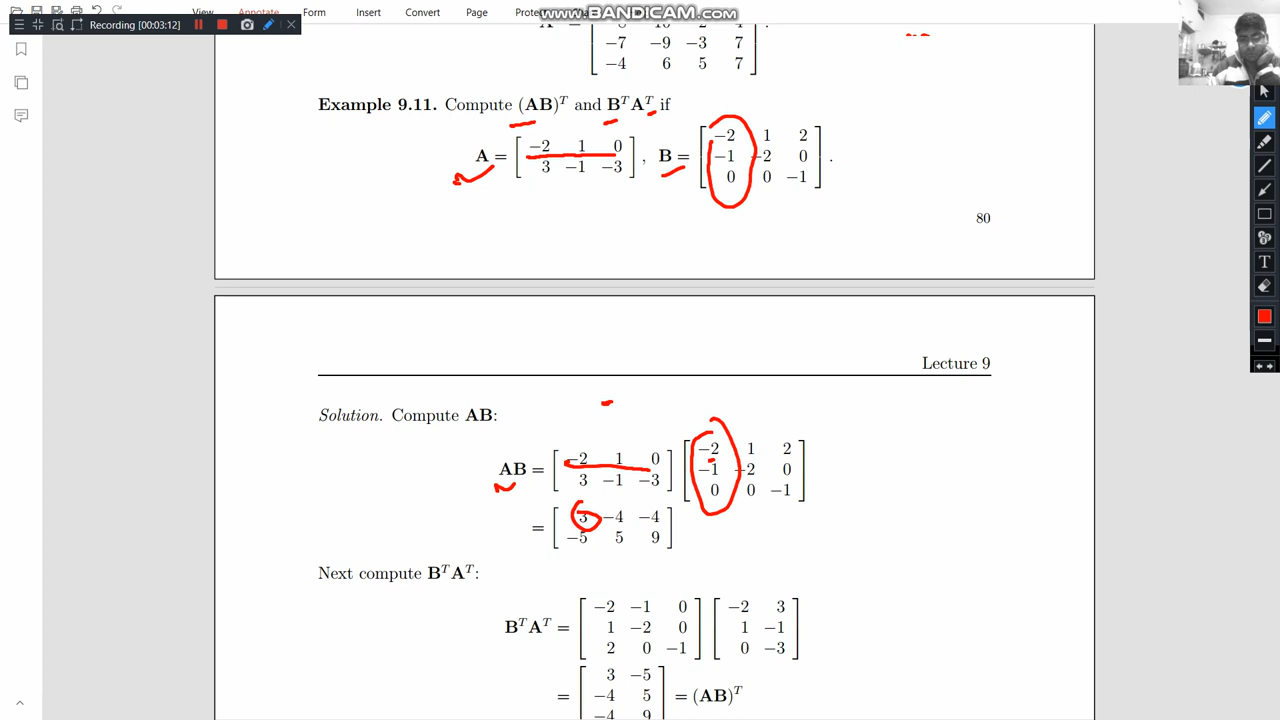 www.BANDICAM.com
Annotate Form Insert Convert Page
Recording [00:03:12]
-7 -9 -3 7
-4 6 5 7
Example 9.11. Compute (AB)^T and B^T A^T if
A = [ -2 1 0 ], B = [ -2 1 2 ]
3 -1 -3 -1 -2 0
0 0 -1
80
Lecture 9
Solution. Compute AB:
AB = [ -2 1 0 ] [ -2 1 2 ]
3 -1 -3 -1 -2 0
0 0 -1
= [ 3 -4 -4 ]
-5 5 9
Next compute B^T A^T:
B^T A^T = [ -2 -1 0 ] [ -2 3 ]
1 -2 0 1 -1
2 0 -1 0 -3
= [ 3 -5 ] = (AB)^T
-4 5
-4 9